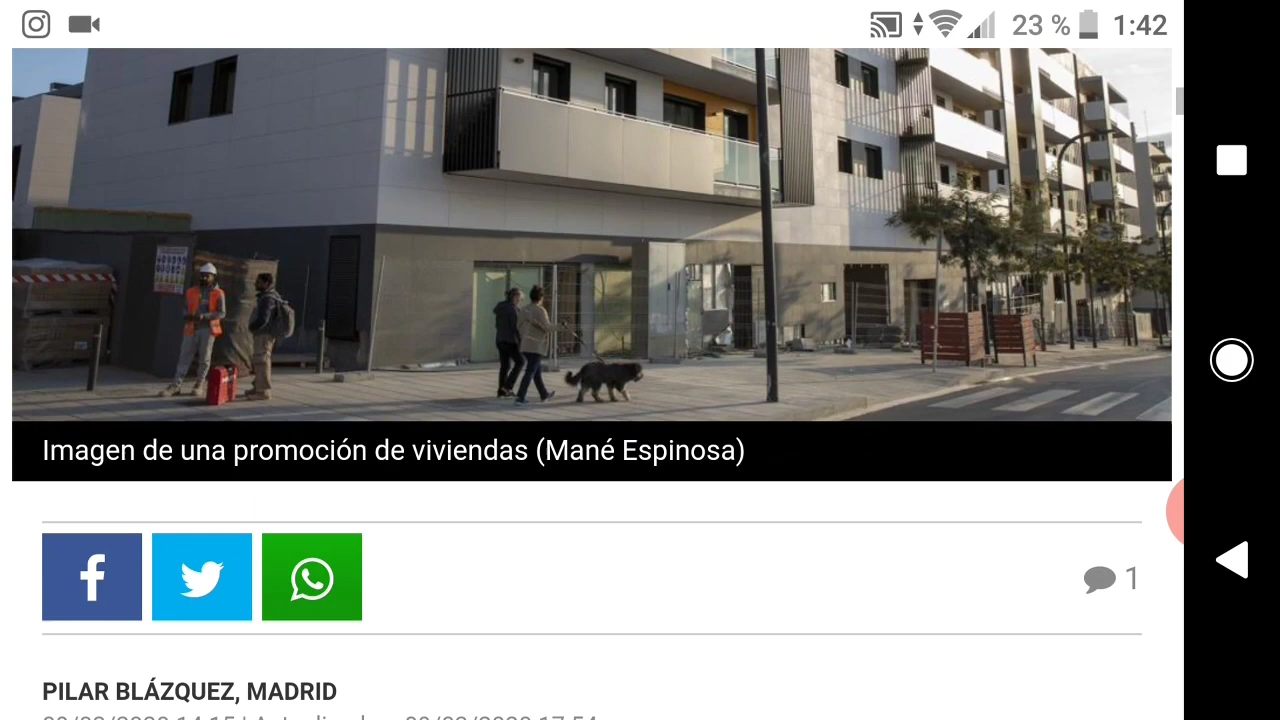 23 % 1:42
Imagen de una promoción de viviendas (Mané Espinosa)
1
PILAR BLÁZQUEZ, MADRID